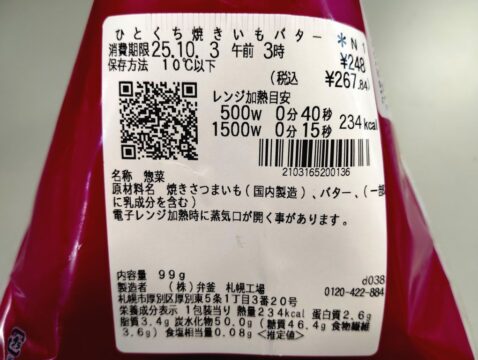 ひとくち焼きいもバター
消費期限25.10. 3 午前 3時
保存方法 10℃以下
*N 1
¥248
(税込 ¥267.84)
レンジ加熱目安
500W 0分40秒
1500W 0分15秒
234kcal
2103165200136
名称 惣菜
原材料名 焼きさつまいも(国内製造)、バター、(一部
に乳成分を含む)
電子レンジ加熱時に蒸気口が開く事があります。
内容量 99g
d038
製造者 (株)弁釜 札幌工場
0120-422-884
札幌市厚別区厚別東5条1丁目3番20号
栄養成分表示 1包装当り 熱量234kcal 蛋白質2.6g
脂質3.4g 炭水化物50.0g (糖質46.4g 食物繊維
3.6g) 食塩相当量0.08g <推定値>